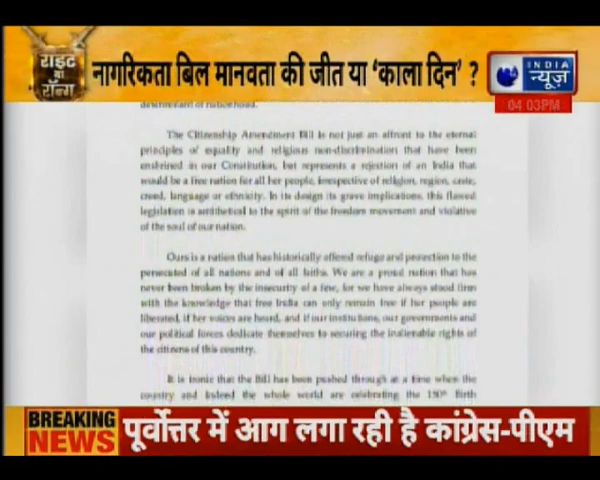 राइट या रॉन्ग
नागरिकता बिल मानवता की जीत या 'काला दिन' ?
INDIA
न्यूज़
04 03PM
The Citizenship Amendment Bill is not just an affront to the eternal
principles of equality and religious non-discrimination that have been
enshrined in our Constitution, but represents a rejection of an India that
would be a free nation for all her people, irrespective of religion, region, caste,
creed, language or ethnicity. In its design its grave implications, this flawed
legislation is antithetical to the spirit of the freedom movement and violative
of the soul of our nation.
Ours is a nation that has historically offered refuge and protection to the
persecuted of all nations and of all faiths. We are a proud nation that has
never been broken by the insecurity of a few, for we have always stood firm
with the knowledge that free India can only remain free if her people are
liberated, if her voices are heard, and if our institutions, our governments and
our political forces dedicate themselves to securing the inalienable rights of
the citizens of this country.
It is ironic that the Bill has been pushed through at a time when the
country and indeed the whole world are celebrating the 150th birth
BREAKING
NEWS
पूर्वोत्तर में आग लगा रही है कांग्रेस-पीएम